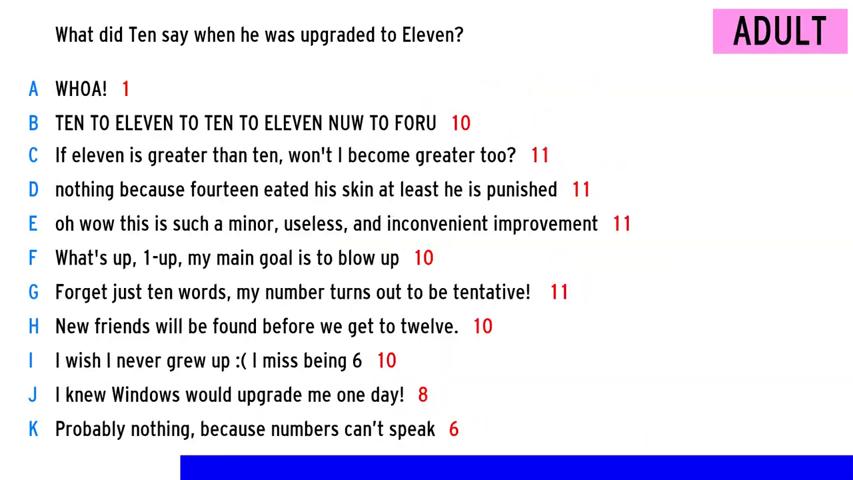 What did Ten say when he was upgraded to Eleven?
ADULT
A WHOA! 1
B TEN TO ELEVEN TO TEN TO ELEVEN NUW TO FORU 10
C If eleven is greater than ten, won't I become greater too? 11
D nothing because fourteen eated his skin at least he is punished 11
E oh wow this is such a minor, useless, and inconvenient improvement 11
F What's up, 1-up, my main goal is to blow up 10
G Forget just ten words, my number turns out to be tentative! 11
H New friends will be found before we get to twelve. 10
I I wish I never grew up :( I miss being 6 10
J I knew Windows would upgrade me one day! 8
K Probably nothing, because numbers can't speak 6